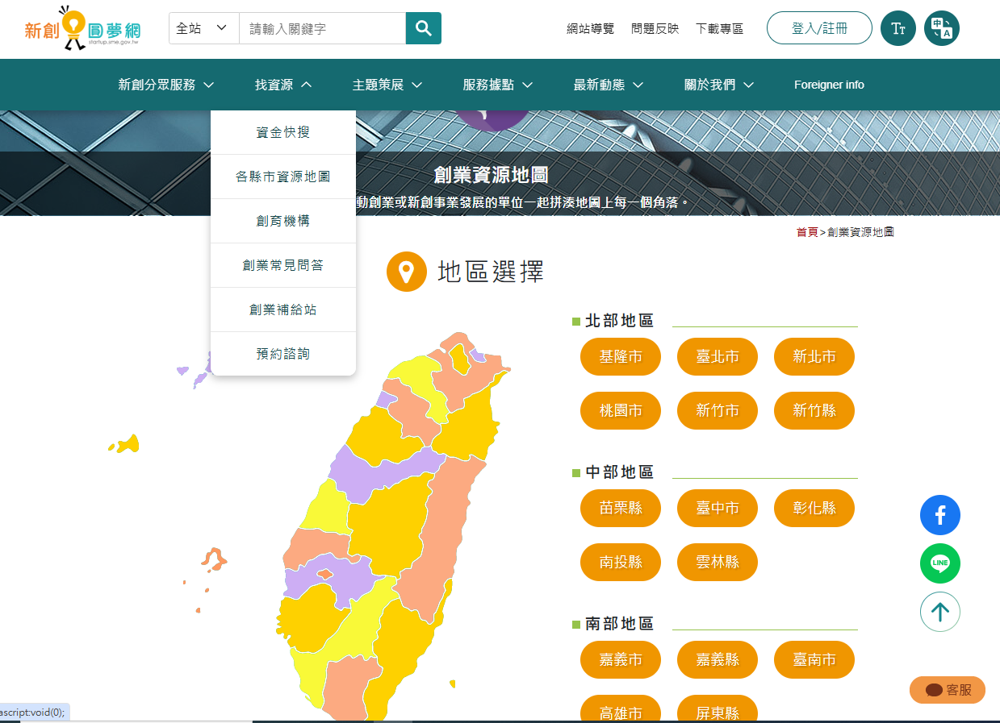 新創圓夢網
startup.sme.gov.tw
全站
請輸入關鍵字
網站導覽
問題反映
下載專區
登入/註冊
TT
中
A
新創分眾服務
找資源
主題策展
服務據點
最新動態
關於我們
Foreigner info
資金快搜
各縣市資源地圖
創育機構
創業常見問答
創業補給站
預約諮詢
創業資源地圖
動創業或新創事業發展的單位一起拼湊地圖上每一個角落。
首頁>創業資源地圖
地區選擇
北部地區
基隆市
臺北市
新北市
桃園市
新竹市
新竹縣
中部地區
苗栗縣
臺中市
彰化縣
南投縣
雲林縣
南部地區
嘉義市
嘉義縣
臺南市
高雄市
屏東縣
f
LINE
客服
ascript:void(0);